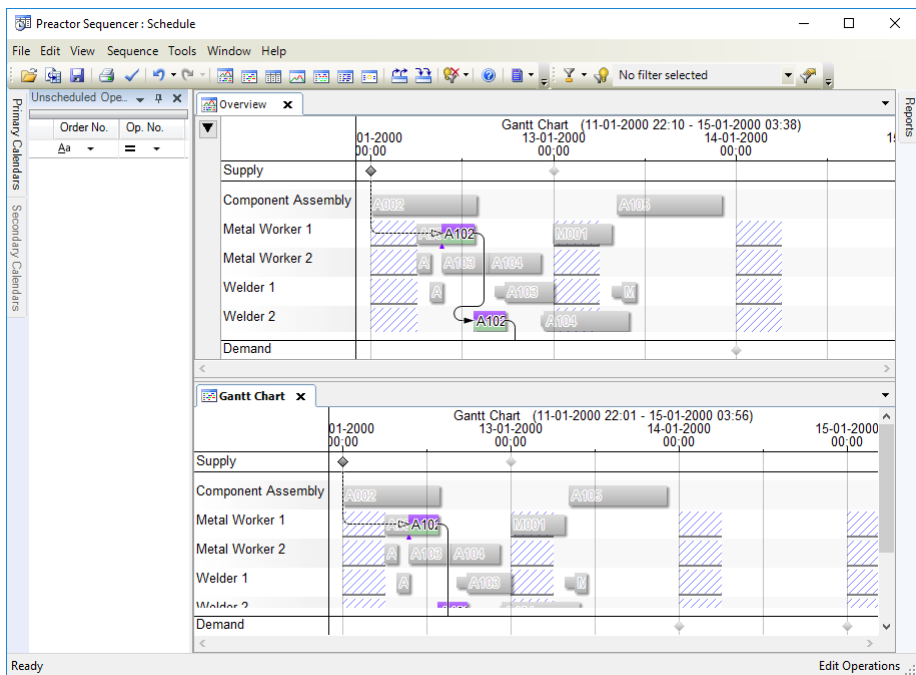 Preactor Sequencer : Schedule
File Edit View Sequence Tools Window Help
No filter selected
Primary Calendars
Secondary Calendars
Unscheduled Ope...
Order No. Op. No.
Aa =
Reports
Overview
Gantt Chart (11-01-2000 22:10 - 15-01-2000 03:38)
01-2000 13-01-2000 14-01-2000 1
00:00 00:00 00:00
Supply
Component Assembly A002 A105
Metal Worker 1 A A102 M001
Metal Worker 2 A A103 A104
Welder 1 A A103 M
Welder 2 A102 A104
Demand
Gantt Chart
Gantt Chart (11-01-2000 22:01 - 15-01-2000 03:56)
01-2000 13-01-2000 14-01-2000 15-01-2000
00:00 00:00 00:00 00:00
Supply
Component Assembly A002 A105
Metal Worker 1 A102 M001
Metal Worker 2 A A103 A104
Welder 1 A A103 M
Welder 2
Demand
Ready Edit Operations